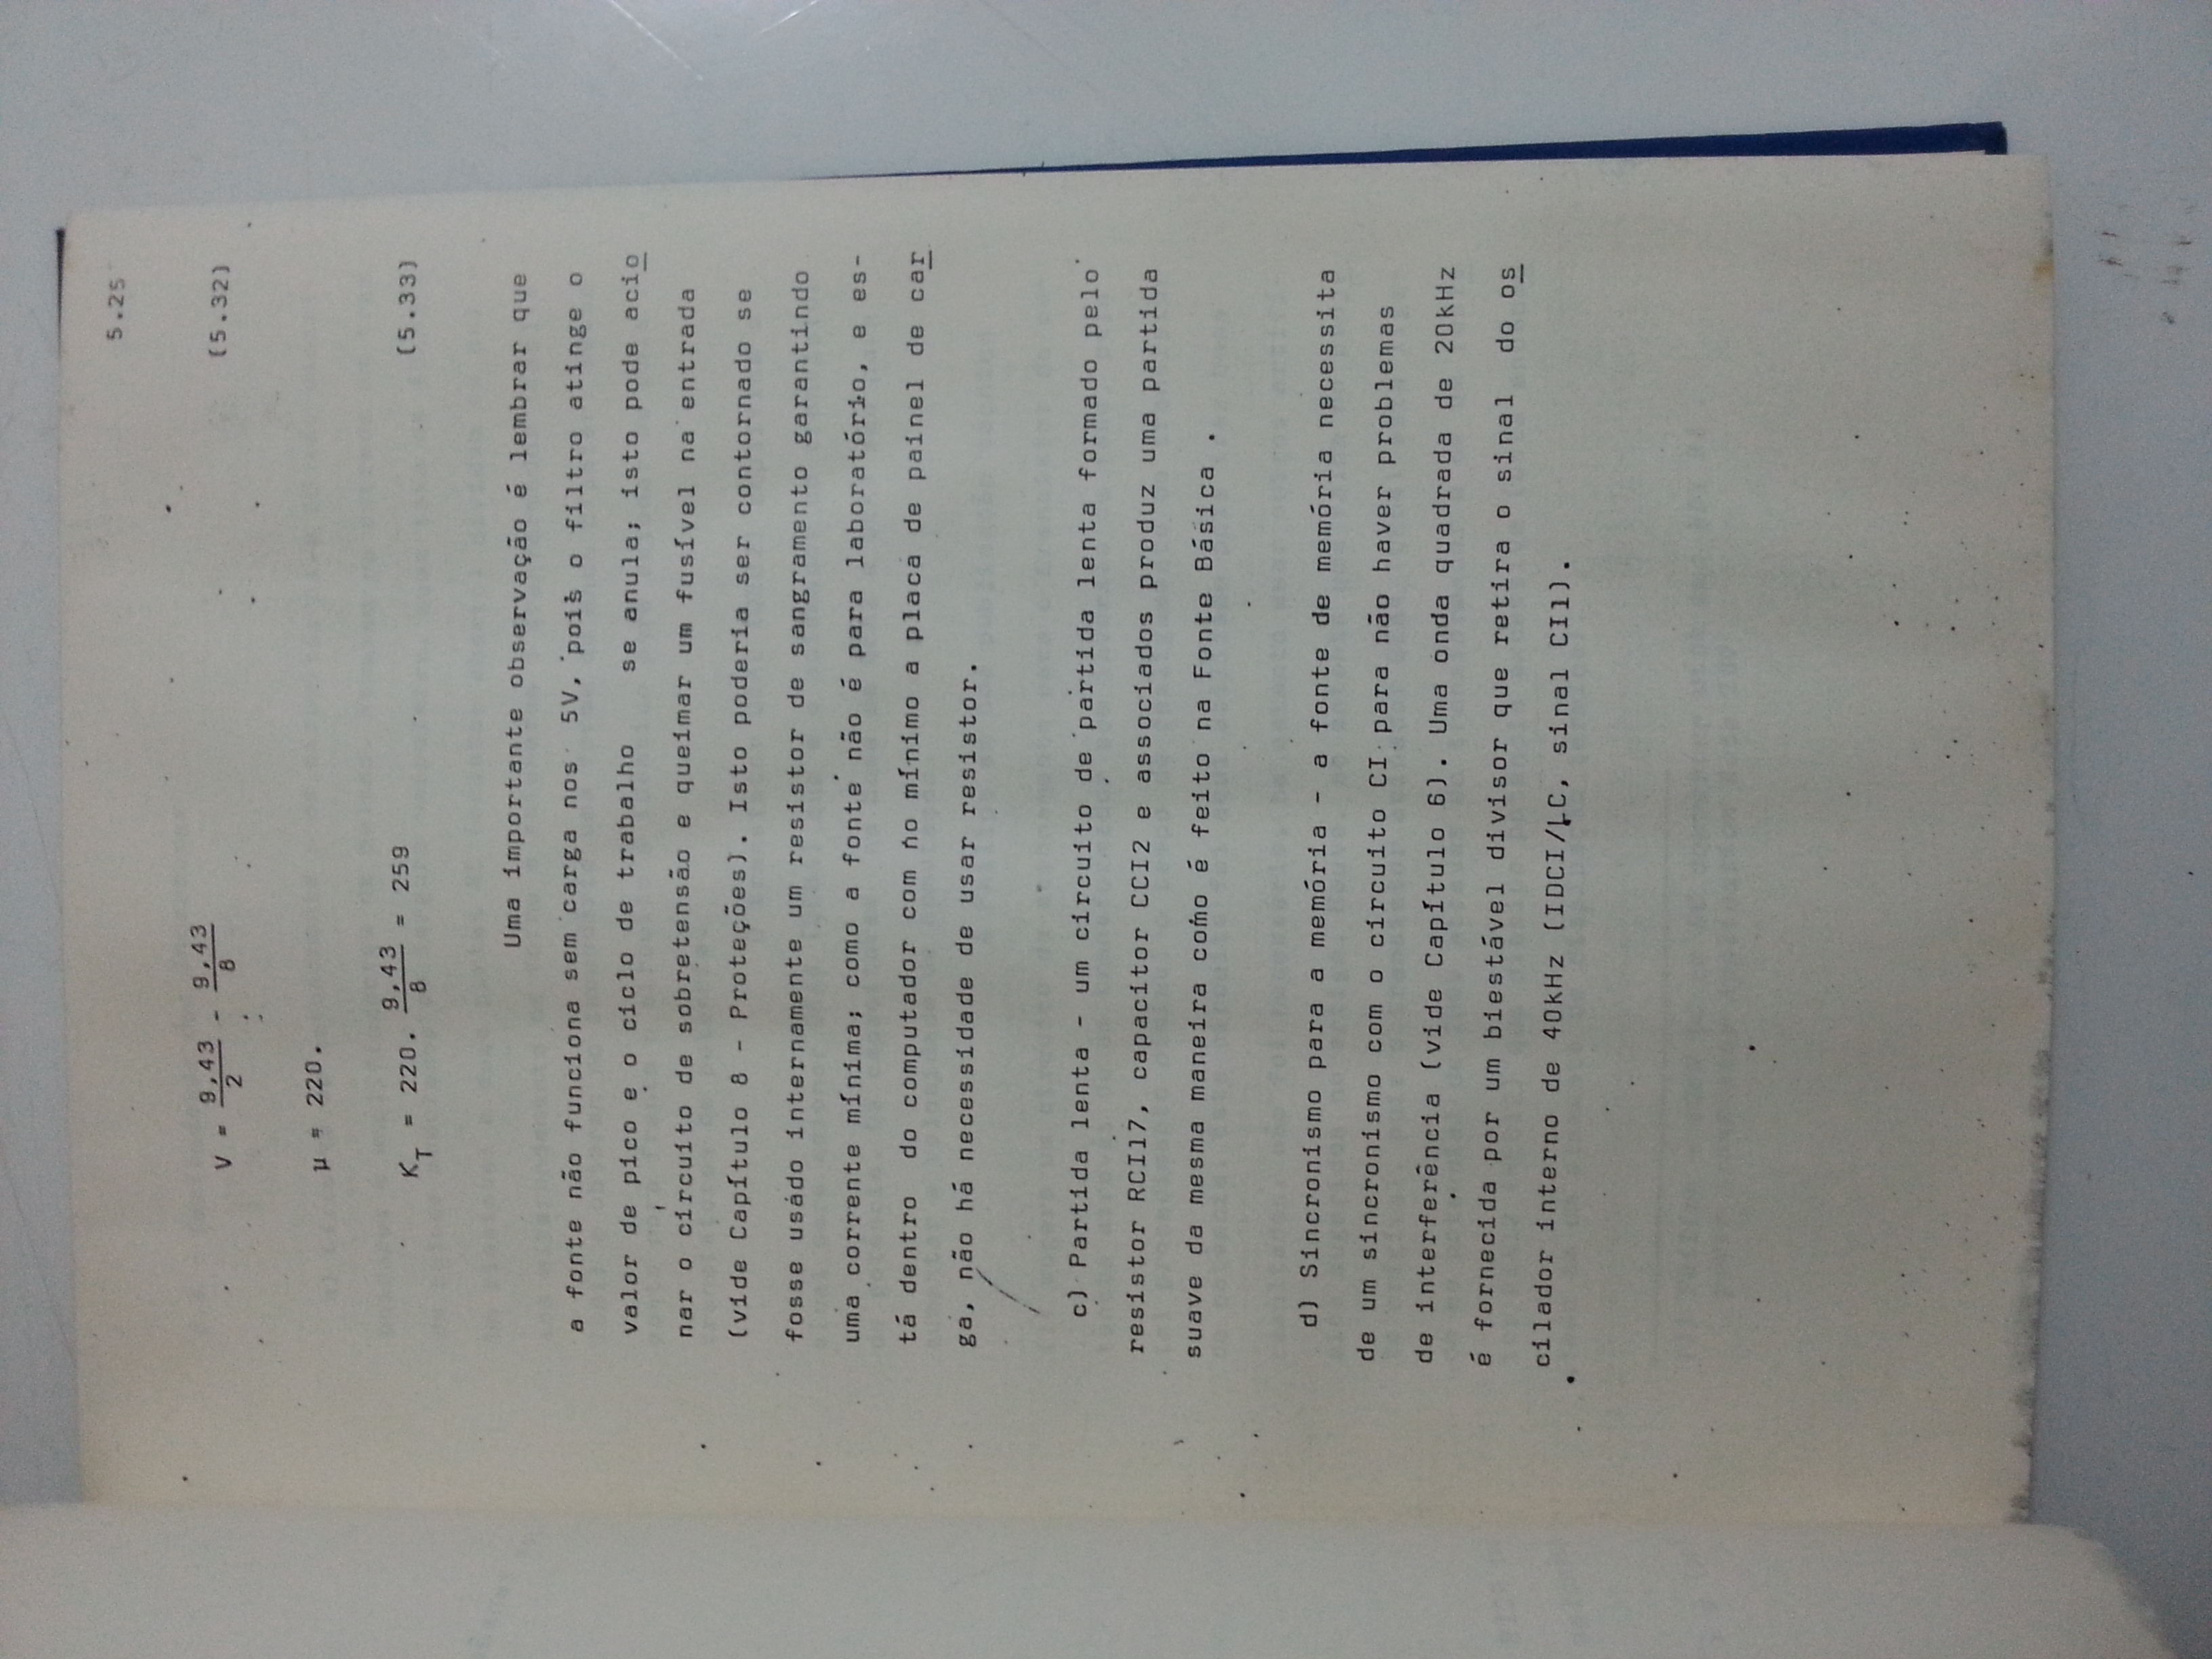 5.25
V = 9,43/2 - 9,43/8 (5.32)
μ = 220.
K_T = 220. 9,43/8 = 259 (5.33)
Uma importante observação é lembrar que
a fonte não funciona sem carga nos 5V, pois o filtro atinge o
valor de pico e o ciclo de trabalho se anula; isto pode acio
nar o circuito de sobretensão e queimar um fusível na entrada
(vide Capítulo 8 - Proteções). Isto poderia ser contornado se
fosse usado internamente um resistor de sangramento garantindo
uma corrente mínima; como a fonte não é para laboratório, e es-
tá dentro do computador com no mínimo a placa de painel de car
ga, não há necessidade de usar resistor.
c) Partida lenta - um circuito de partida lenta formado pelo
resistor RCI17, capacitor CCI2 e associados produz uma partida
suave da mesma maneira como é feito na Fonte Básica .
d) Sincronismo para a memória - a fonte de memória necessita
de um sincronismo com o circuito CI para não haver problemas
de interferência (vide Capítulo 6). Uma onda quadrada de 20kHz
é fornecida por um biestável divisor que retira o sinal do os
cilador interno de 40kHz (IDCI/LC, sinal CI1).